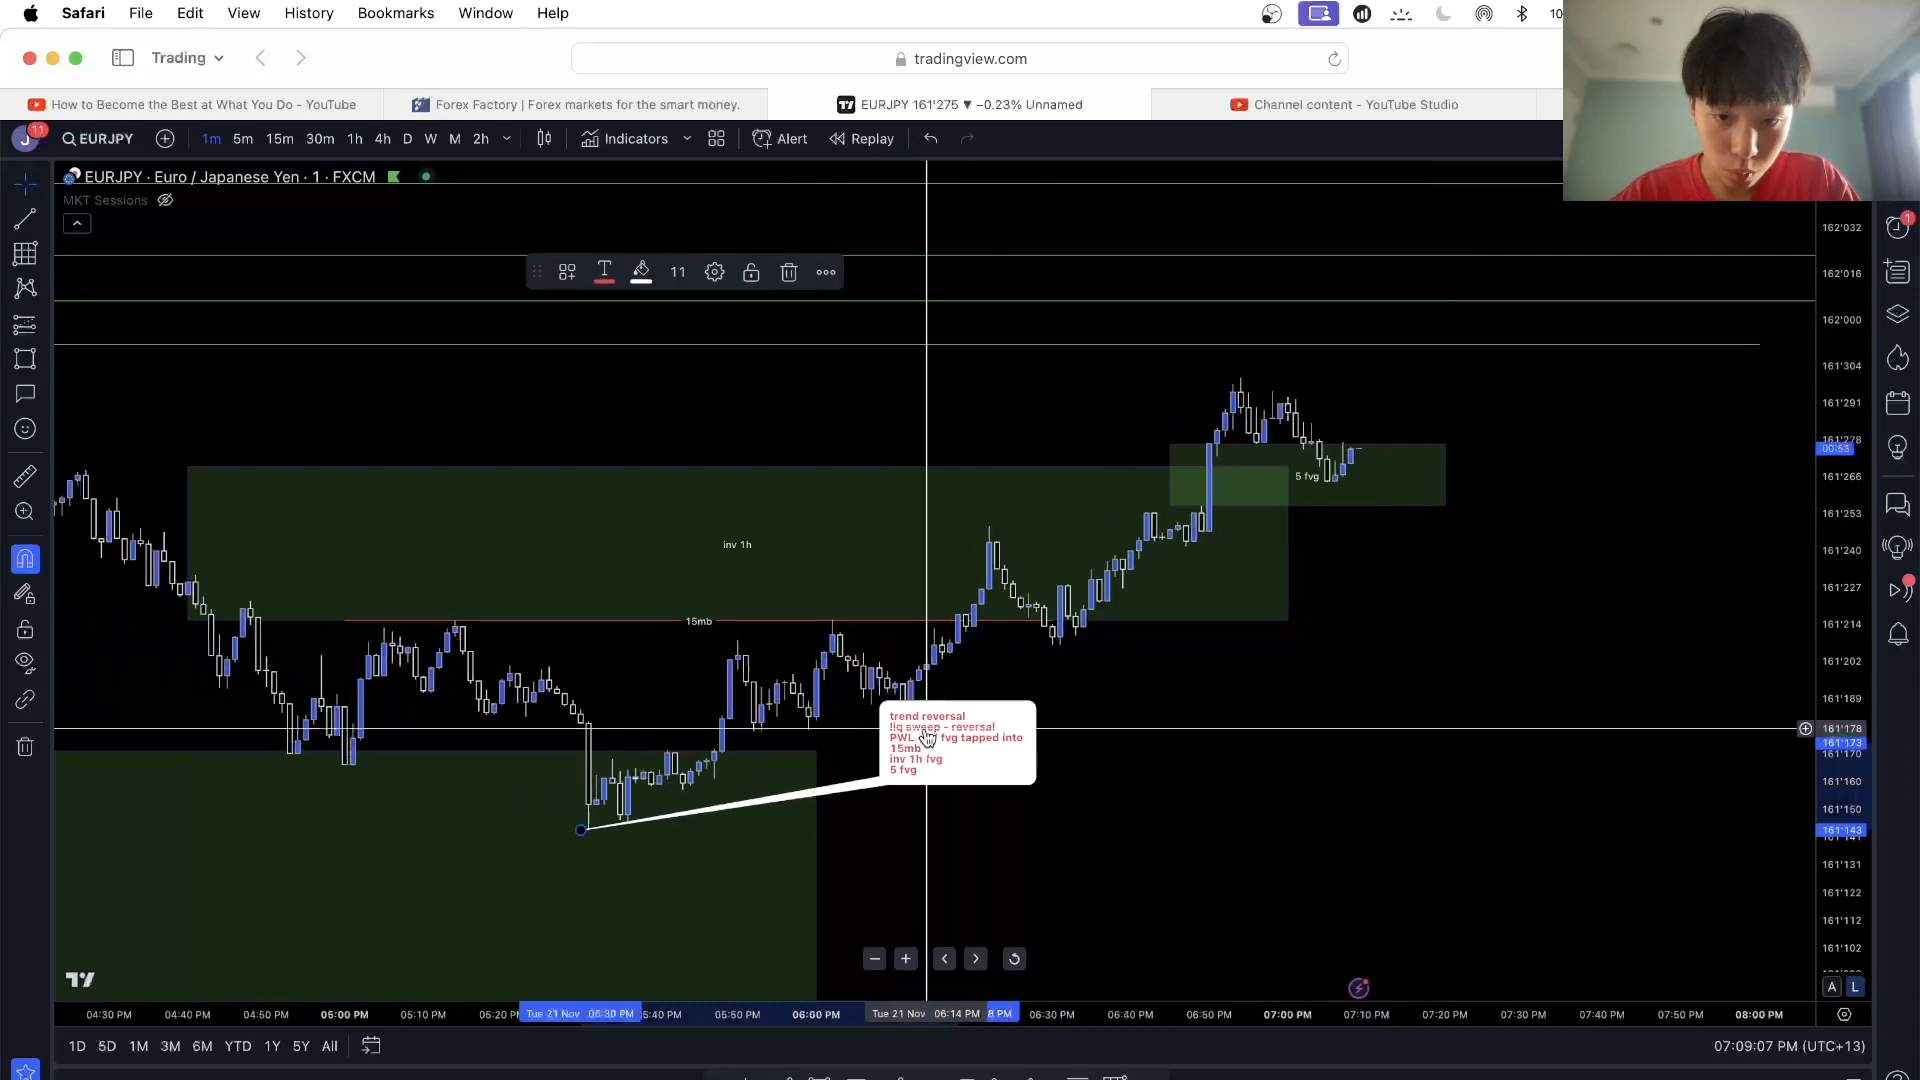 Safari File Edit View History Bookmarks Window Help 10
Trading
tradingview.com
How to Become the Best at What You Do - YouTube
Forex Factory | Forex markets for the smart money.
EURJPY 161'275 ▼ −0.23% Unnamed
Channel content - YouTube Studio
J 11 EURJPY 1m 5m 15m 30m 1h 4h D W M 2h Indicators Alert Replay
EURJPY · Euro / Japanese Yen · 1 · FXCM
MKT Sessions
11
1
162'032
162'016
162'000
161'304
161'291
161'278
00:53
161'266
161'253
161'240
161'227
161'214
161'202
161'189
161'178
161'173
161'170
161'160
161'150
161'143
161'131
161'122
161'112
161'102
5 fvg
inv 1h
15mb
trend reversal
liq sweep - reversal
PWL fvg tapped into
15mb
inv 1h fvg
5 fvg
A L
04:30 PM 04:40 PM 04:50 PM 05:00 PM 05:10 PM 05:20 Tue 21 Nov 05:30 PM 05:50 PM 06:00 PM Tue 21 Nov 06:14 PM 8 PM 06:30 PM 06:40 PM 06:50 PM 07:00 PM 07:10 PM 07:20 PM 07:30 PM 07:40 PM 07:50 PM 08:00 PM
1D 5D 1M 3M 6M YTD 1Y 5Y All
07:09:07 PM (UTC+13)